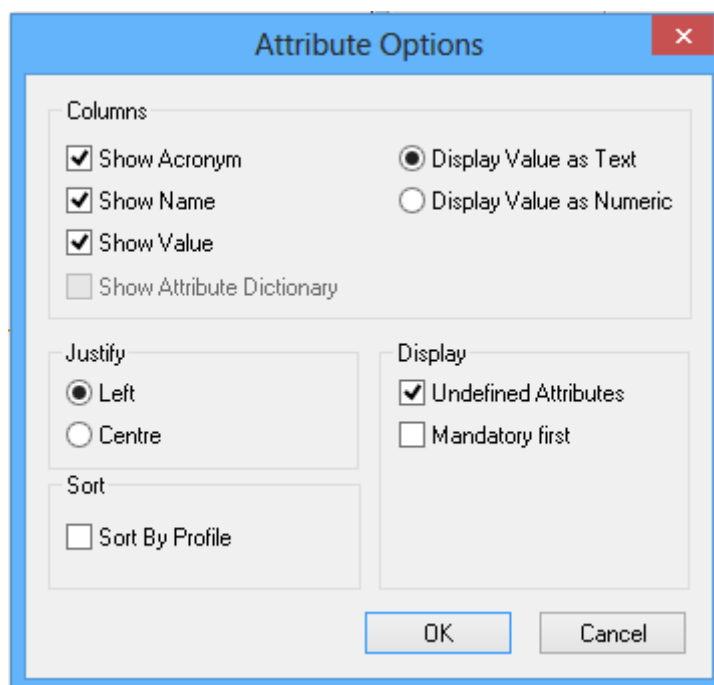 Attribute Options
Columns
Show Acronym
Display Value as Text
Show Name
Display Value as Numeric
Show Value
Show Attribute Dictionary
Justify
Left
Centre
Display
Undefined Attributes
Mandatory first
Sort
Sort By Profile
OK
Cancel